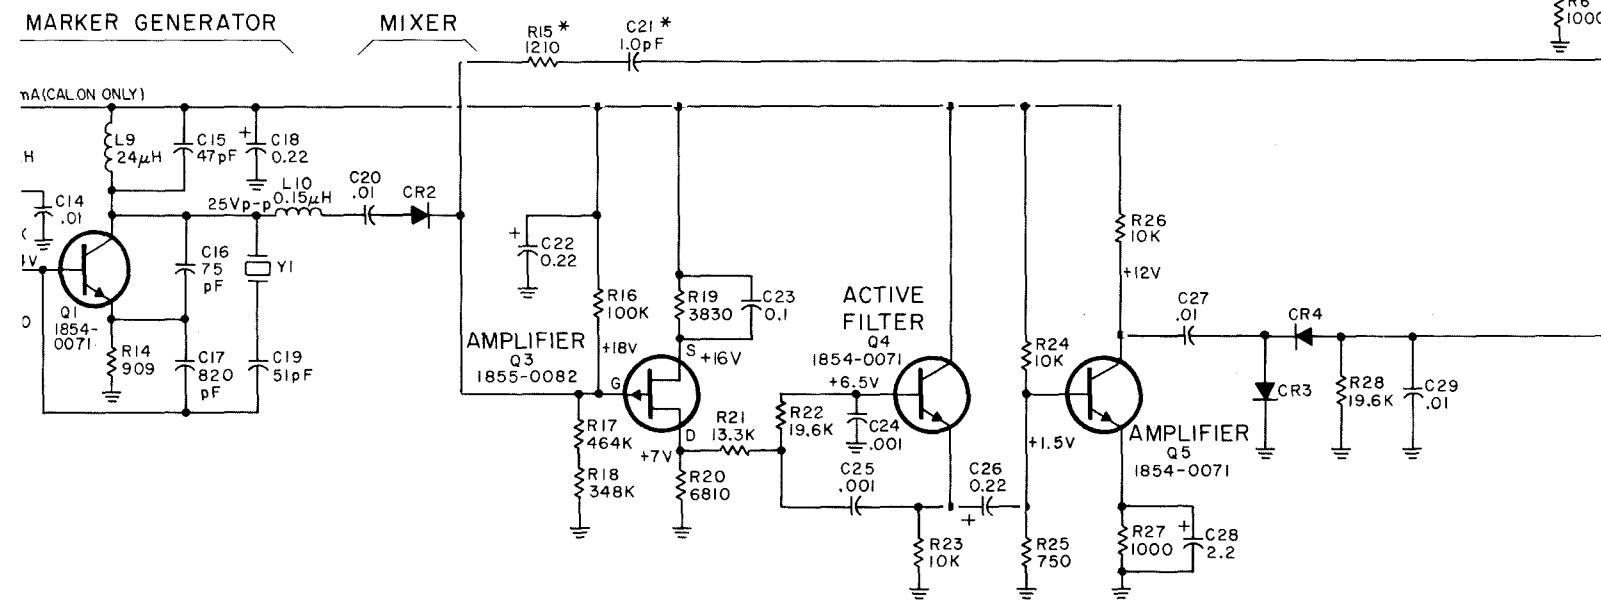 MARKER GENERATOR
MIXER
R15*
1210
C21*
1.0pF
R6
mA(CAL.ON ONLY)
L9
24µH
C15
47pF
+
C18
0.22
H
C14
.01
25Vp-p
L10
0.15µH
C20
.01
CR2
Q1
1854-
0071
C16
75
pF
Y1
R14
909
C17
820
pF
C19
51pF
+
C22
0.22
R16
100K
+18V
R19
3830
C23
0.1
AMPLIFIER
Q3
1855-0082
G
S
+16V
D
+7V
R17
464K
R18
348K
R20
6810
R21
13.3K
R22
19.6K
ACTIVE
FILTER
Q4
1854-0071
+6.5V
C24
.001
C25
.001
C26
0.22
+
R23
10K
R24
10K
+1.5V
R25
750
R26
10K
+12V
C27
.01
CR4
CR3
AMPLIFIER
Q5
1854-0071
R27
1000
+
C28
2.2
R28
19.6K
C29
.01